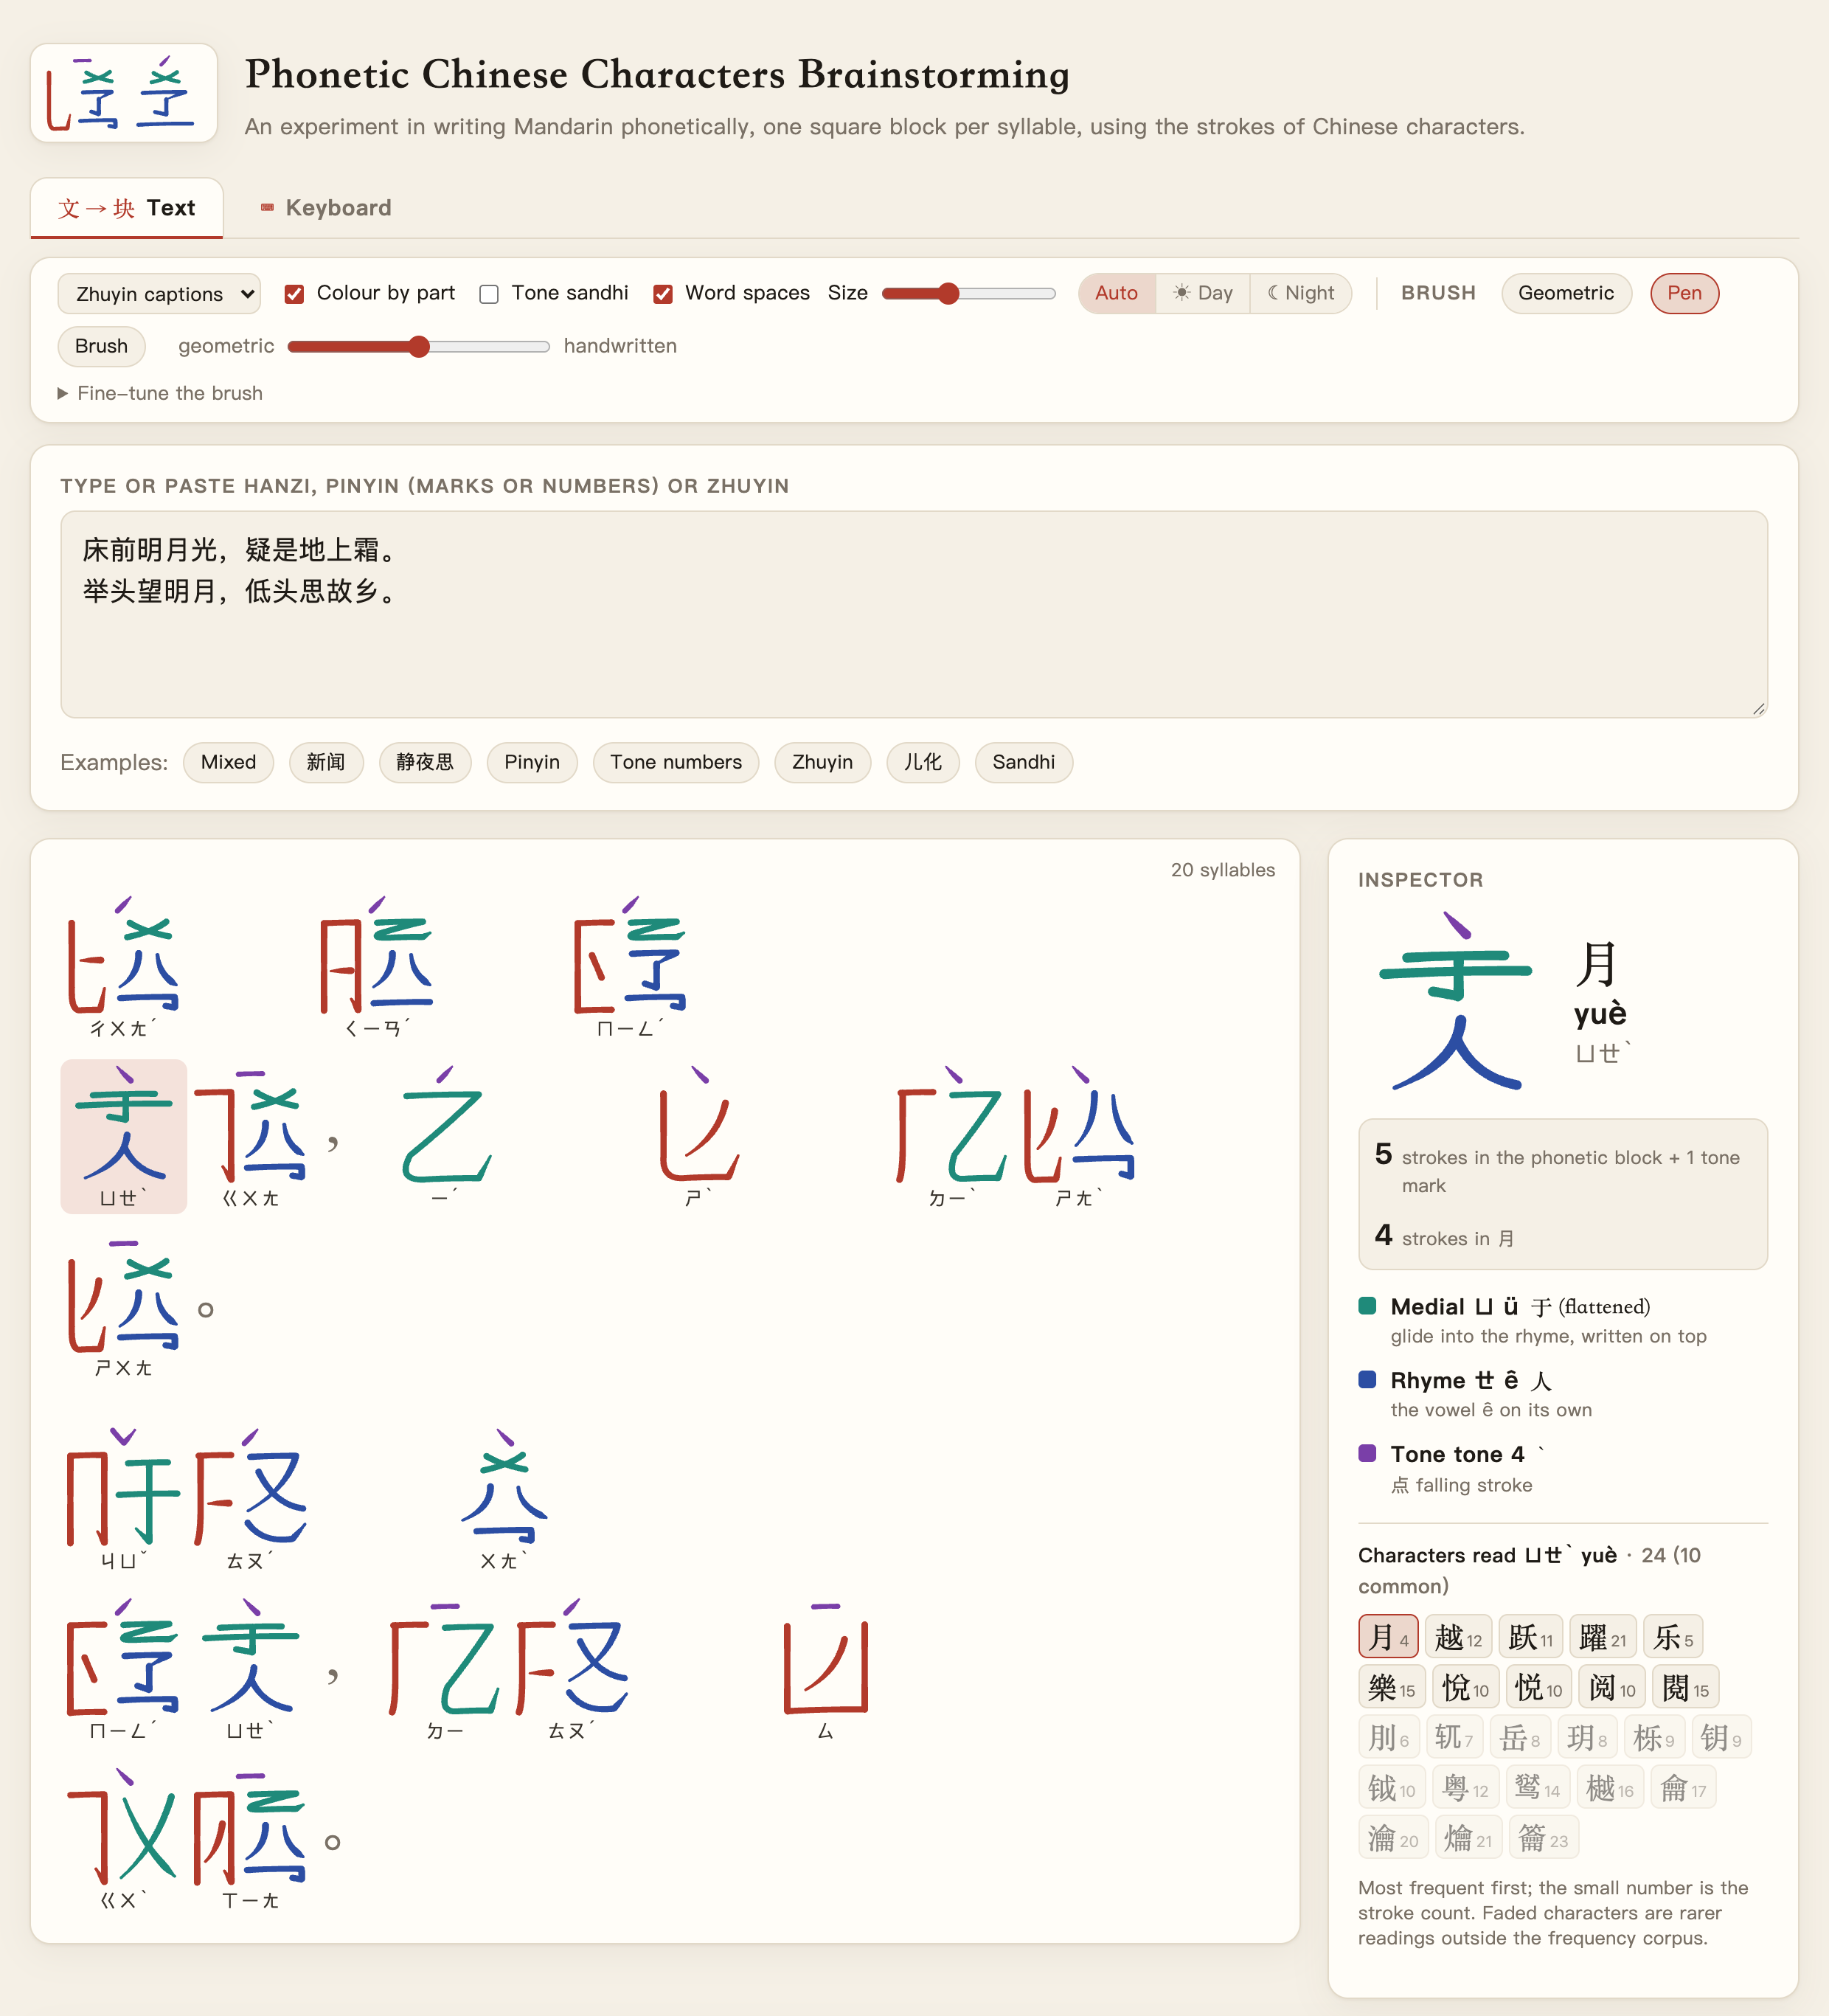 Phonetic Chinese Characters Brainstorming
An experiment in writing Mandarin phonetically, one square block per syllable, using the strokes of Chinese characters.
文→块 Text
Keyboard
Zhuyin captions
Colour by part
Tone sandhi
Word spaces
Size
Auto
☀ Day
☾ Night
BRUSH
Geometric
Pen
Brush
geometric
handwritten
▶ Fine-tune the brush
TYPE OR PASTE HANZI, PINYIN (MARKS OR NUMBERS) OR ZHUYIN
床前明月光，疑是地上霜。
举头望明月，低头思故乡。
Examples: Mixed 新闻 静夜思 Pinyin Tone numbers Zhuyin 儿化 Sandhi
20 syllables
ㄔㄨㄤˊ ㄑㄧㄢˊ ㄇㄧㄥˊ
ㄩㄝˋ ㄍㄨㄤ , ㄧˊ ㄕˋ ㄉㄧˋ ㄕㄤˋ
ㄕㄨㄤ 。
ㄐㄩˇ ㄊㄡˊ ㄨㄤˋ
ㄇㄧㄥˊ ㄩㄝˋ , ㄉㄧ ㄊㄡˊ ㄙ
ㄍㄨˋ ㄒㄧㄤ 。
INSPECTOR
月
yuè
ㄩㄝˋ
5 strokes in the phonetic block + 1 tone
mark
4 strokes in 月
Medial ㄩ ü 于 (flattened)
glide into the rhyme, written on top
Rhyme ㄝ ê 人
the vowel ê on its own
Tone tone 4 ˋ
点 falling stroke
Characters read ㄩㄝˋ yuè · 24 (10
common)
月4 越12 跃11 躍21 乐5
樂15 悅10 悦10 阅10 閱15
刖6 軏7 岳8 玥8 栎9 钥9
钺10 粤12 鸑14 樾16 龠17
瀹20 爚21 籥23
Most frequent first; the small number is the
stroke count. Faded characters are rarer
readings outside the frequency corpus.